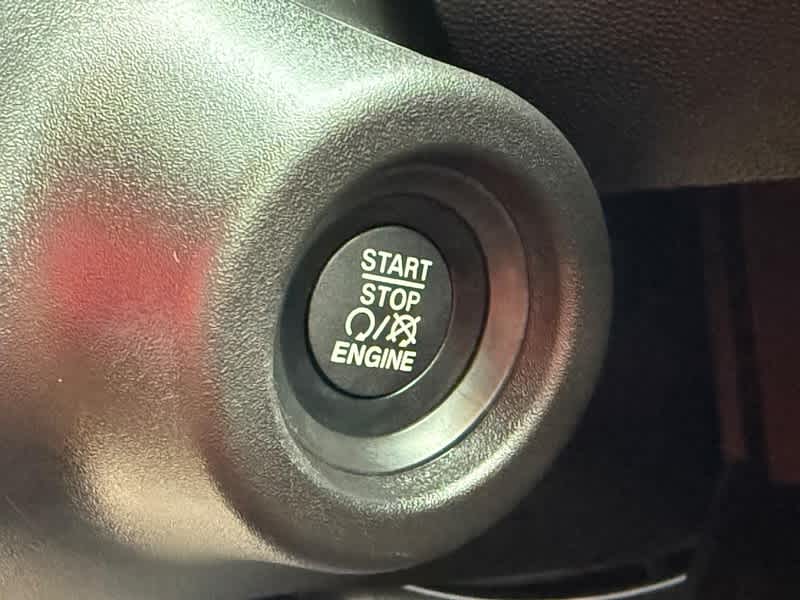 START
STOP
/
ENGINE